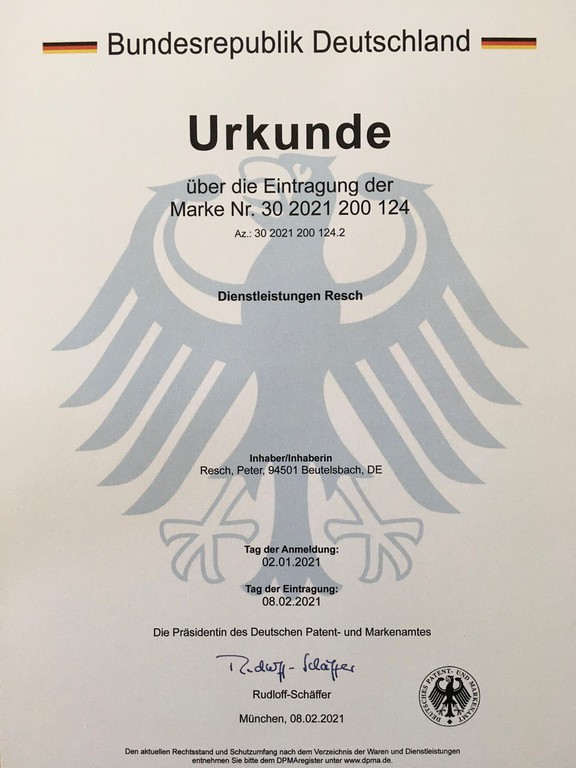 Bundesrepublik Deutschland
Urkunde
über die Eintragung der
Marke Nr. 30 2021 200 124
Az.: 30 2021 200 124.2
Dienstleistungen Resch
Inhaber/Inhaberin
Resch, Peter, 94501 Beutelsbach, DE
Tag der Anmeldung:
02.01.2021
Tag der Eintragung:
08.02.2021
Die Präsidentin des Deutschen Patent- und Markenamtes
Rudloff-Schäffer
Rudloff-Schäffer
München, 08.02.2021
DEUTSCHES PATENT- UND MARKENAMT
Den aktuellen Rechtsstand und Schutzumfang nach dem Verzeichnis der Waren und Dienstleistungen
entnehmen Sie bitte dem DPMAregister unter www.dpma.de.